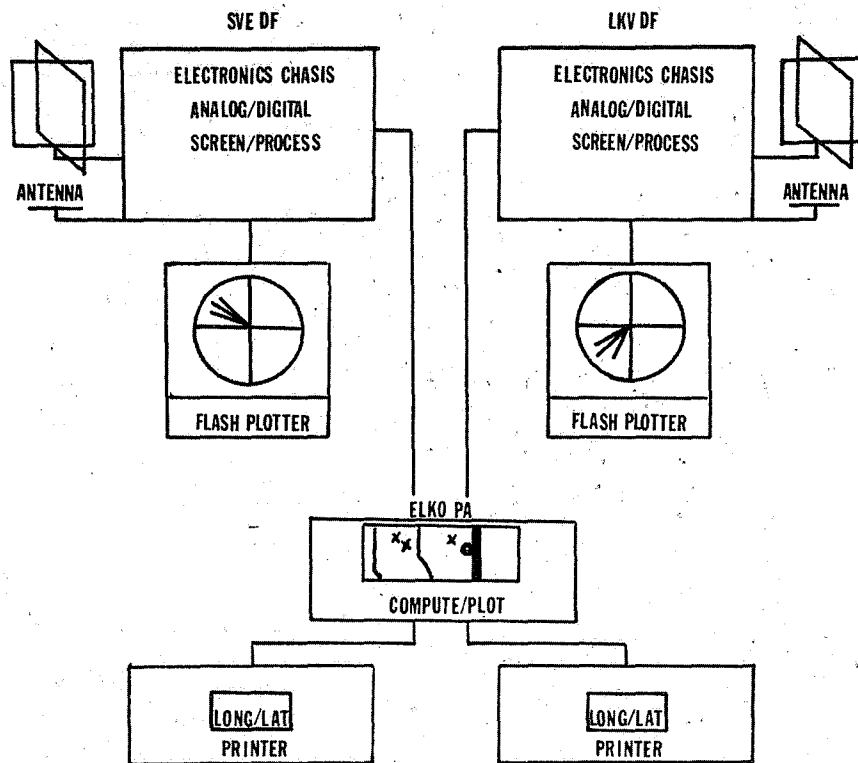 SVE DF
LKV DF
ELECTRONICS CHASIS
ANALOG/DIGITAL
SCREEN/PROCESS
ELECTRONICS CHASIS
ANALOG/DIGITAL
SCREEN/PROCESS
ANTENNA
ANTENNA
FLASH PLOTTER
FLASH PLOTTER
ELKO PA
COMPUTE/PLOT
LONG/LAT
PRINTER
LONG/LAT
PRINTER